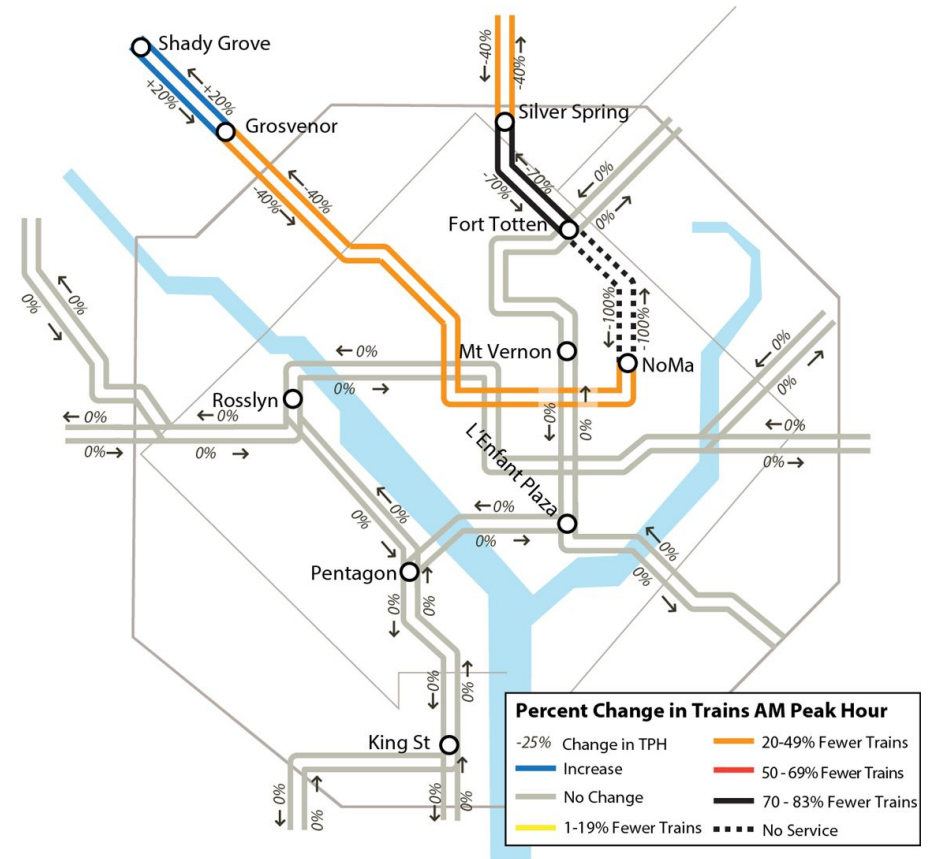 Shady Grove
-40%
-40%
+20%
+20%
Silver Spring
Grosvenor
-70%
-70%
0%
-40%
-40%
0%
Fort Totten
0%
0%
-100%
-100%
0%
Mt Vernon
NoMa
0%
0%
Rosslyn
0%
0%
0%
0%
0%
0%
0%
0%
0%
L'Enfant Plaza
0%
0%
0%
0%
0%
0%
0%
Pentagon
0%
0%
0%
0%
0%
King St
0%
0%
0%
0%
Percent Change in Trains AM Peak Hour
-25% Change in TPH
Increase
No Change
1-19% Fewer Trains
20-49% Fewer Trains
50 - 69% Fewer Trains
70 - 83% Fewer Trains
No Service